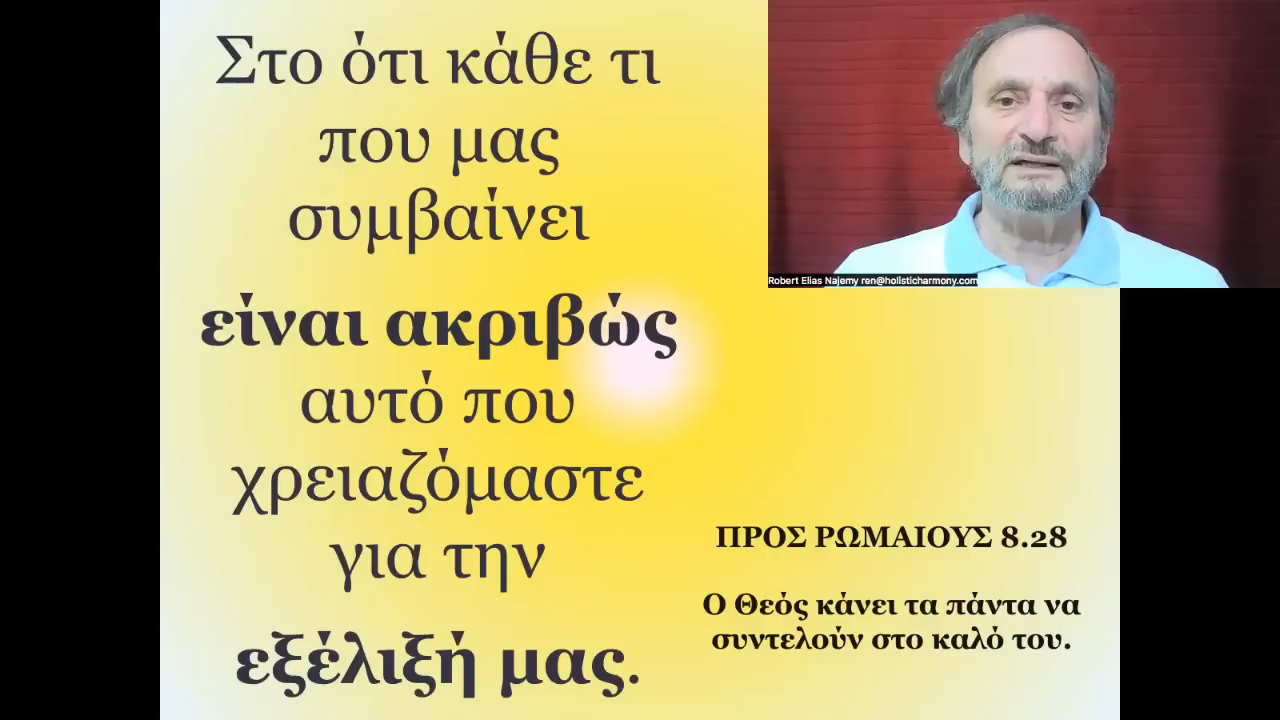 Στο ότι κάθε τι
που μας
συμβαίνει
είναι ακριβώς
αυτό που
χρειαζόμαστε
για την
εξέλιξή μας.
Robert Elias Najemy ren@holisticharmony.com
ΠΡΟΣ ΡΩΜΑΙΟΥΣ 8.28
Ο Θεός κάνει τα πάντα να
συντελούν στο καλό του.